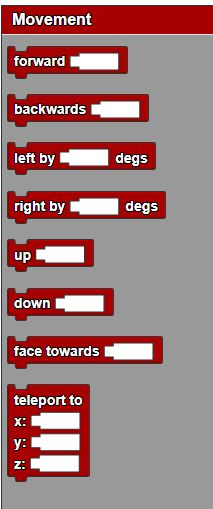 Movement
forward
backwards
left by degs
right by degs
up
down
face towards
teleport to
x:
y:
z: